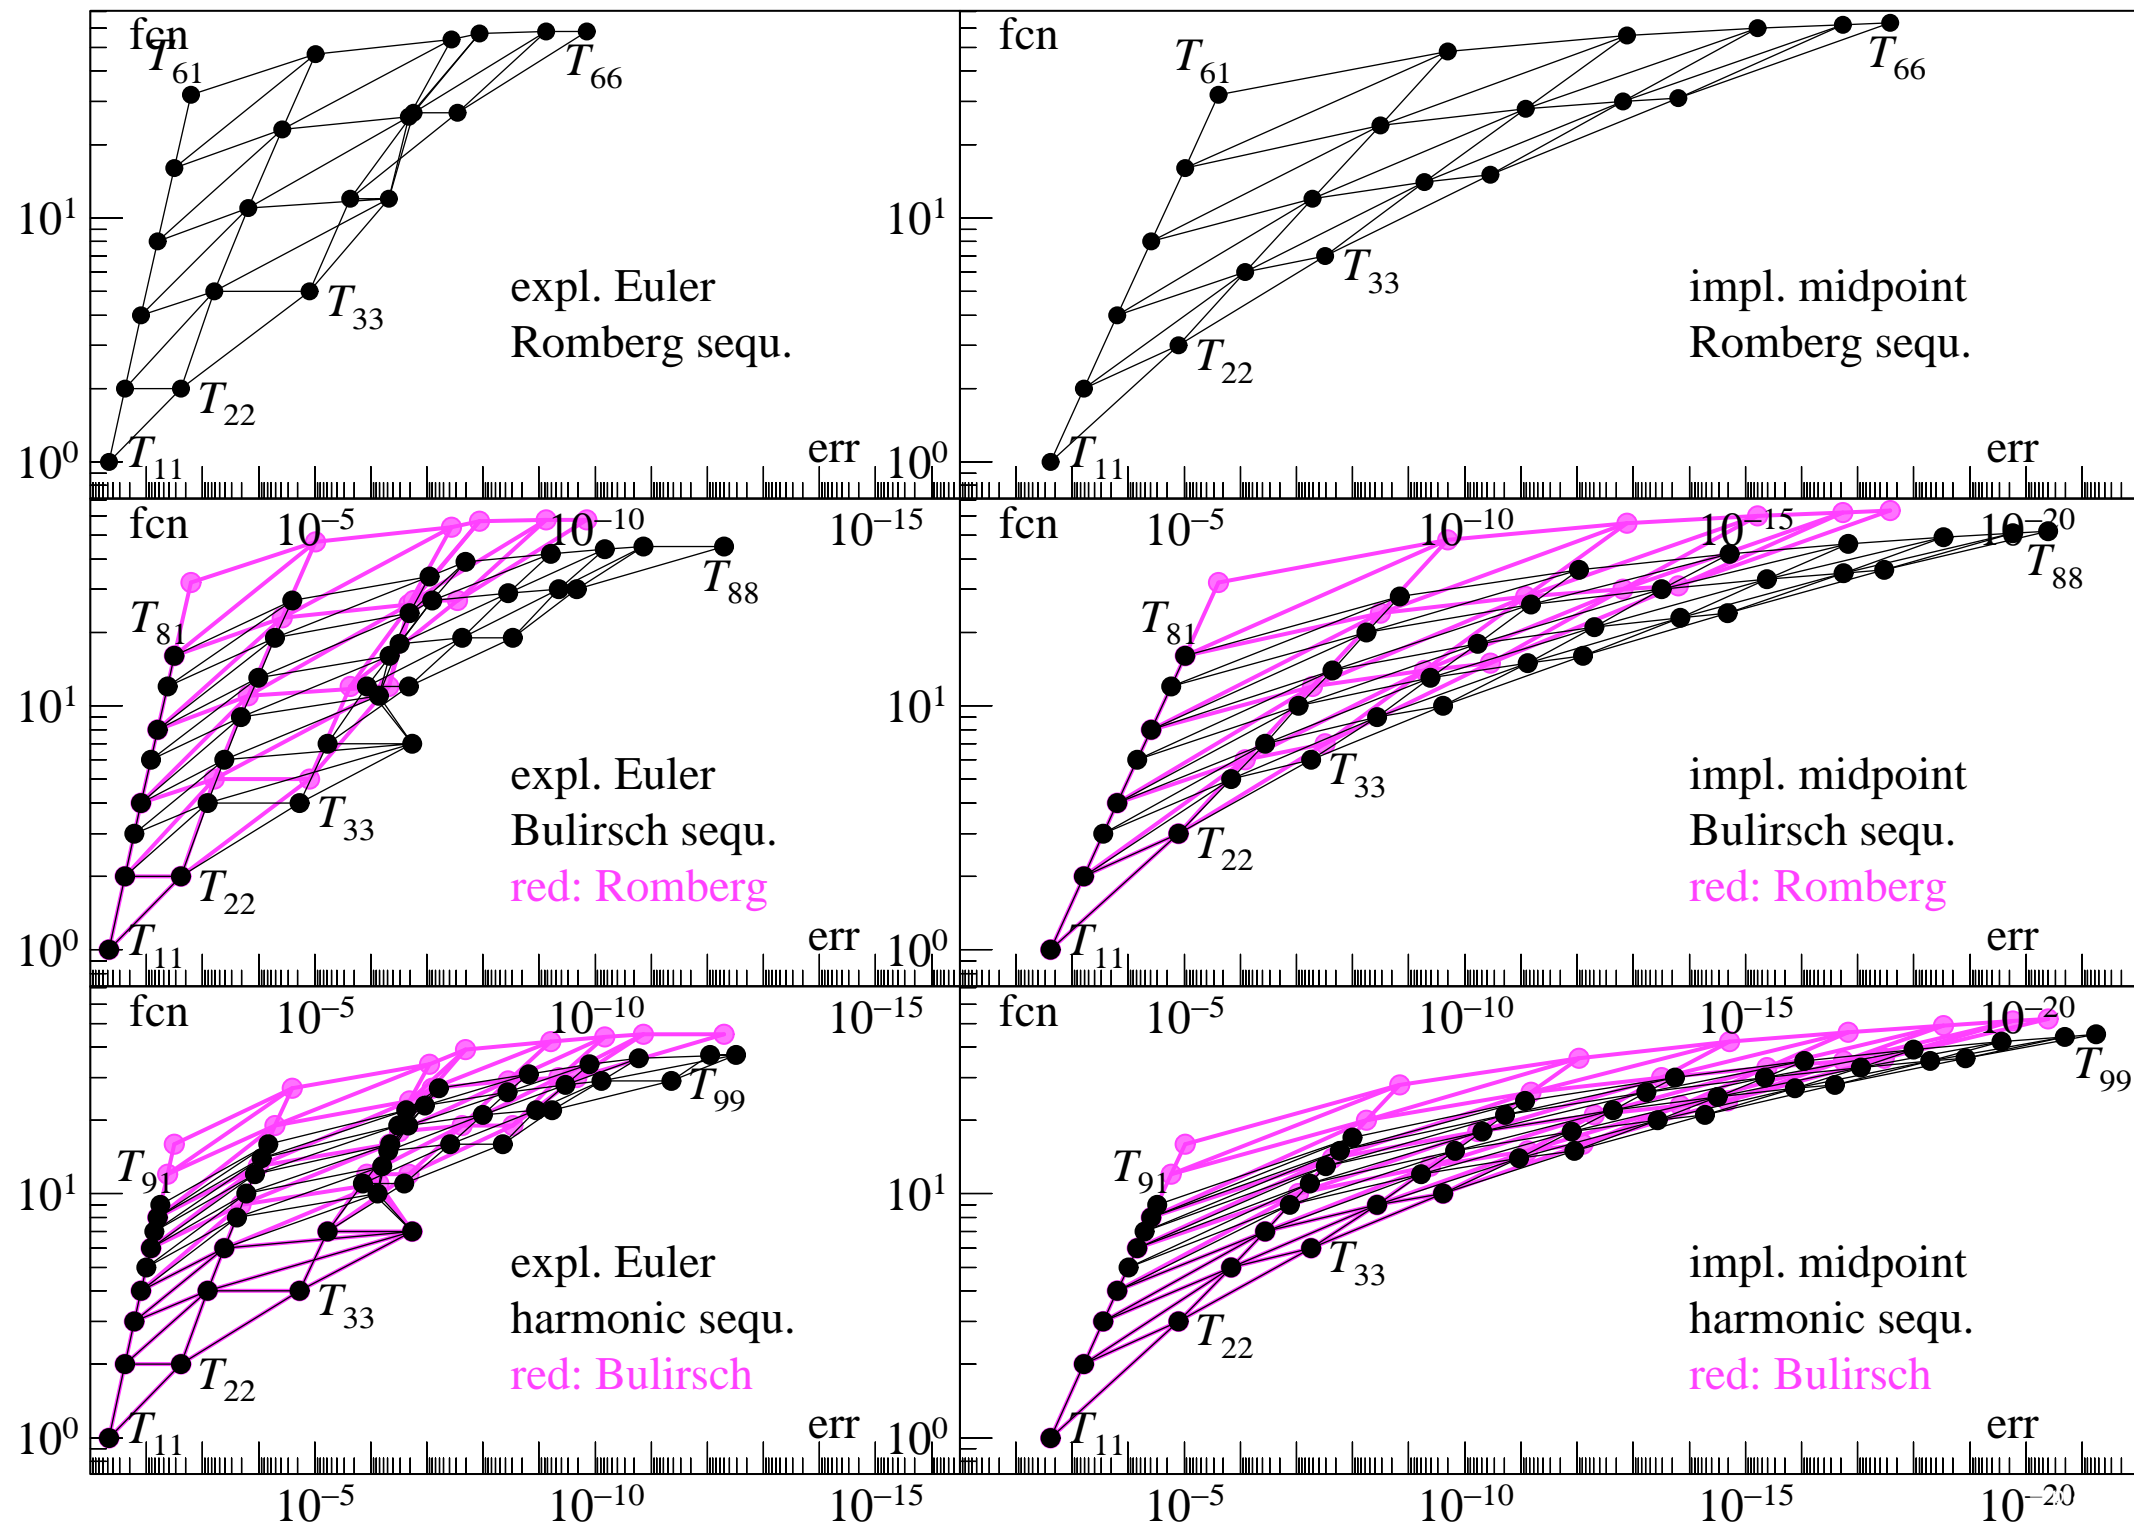 fcn
T61
T66
10^1
expl. Euler
T33
Romberg sequ.
T22
10^0
T11
err
fcn
T61
T66
10^1
T33
impl. midpoint
Romberg sequ.
T22
10^0
T11
err
fcn
10^–5
10^–10
10^–15
T88
T81
10^1
expl. Euler
T33
Bulirsch sequ.
T22
red: Romberg
10^0
T11
err
fcn
10^–5
10^–10
10^–15
10^–20
T88
T81
10^1
T33
impl. midpoint
Bulirsch sequ.
T22
red: Romberg
10^0
T11
err
fcn
10^–5
10^–10
10^–15
T99
T91
10^1
expl. Euler
T33
harmonic sequ.
T22
red: Bulirsch
10^0
T11
err
10^–5
10^–10
10^–15
fcn
10^–5
10^–10
10^–15
10^–20
T99
T91
10^1
T33
impl. midpoint
harmonic sequ.
T22
red: Bulirsch
10^0
T11
err
10^–5
10^–10
10^–15
10^–20